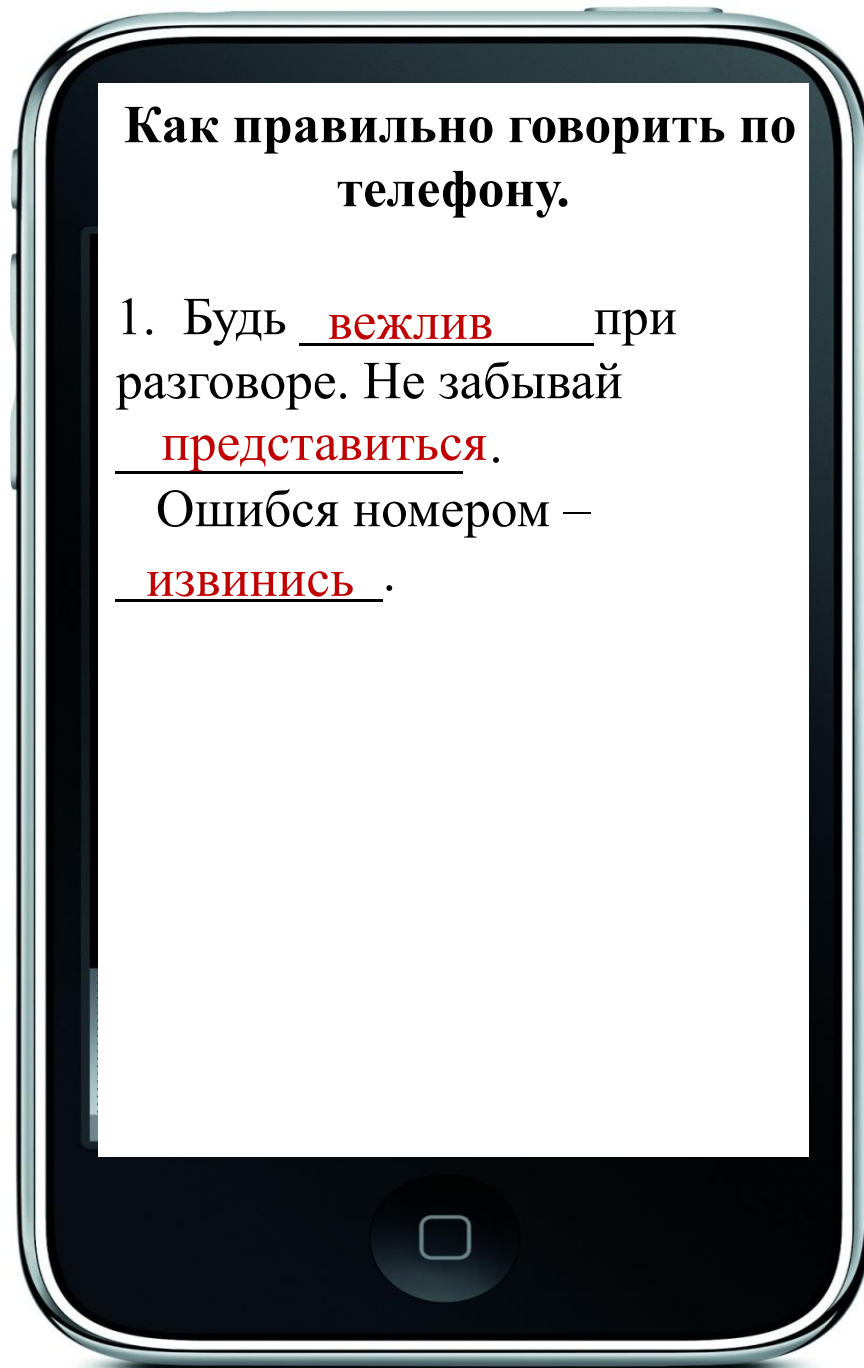 Как правильно говорить по
телефону.
1. Будь вежлив при
разговоре. Не забывай
представиться.
Ошибся номером –
извинись.